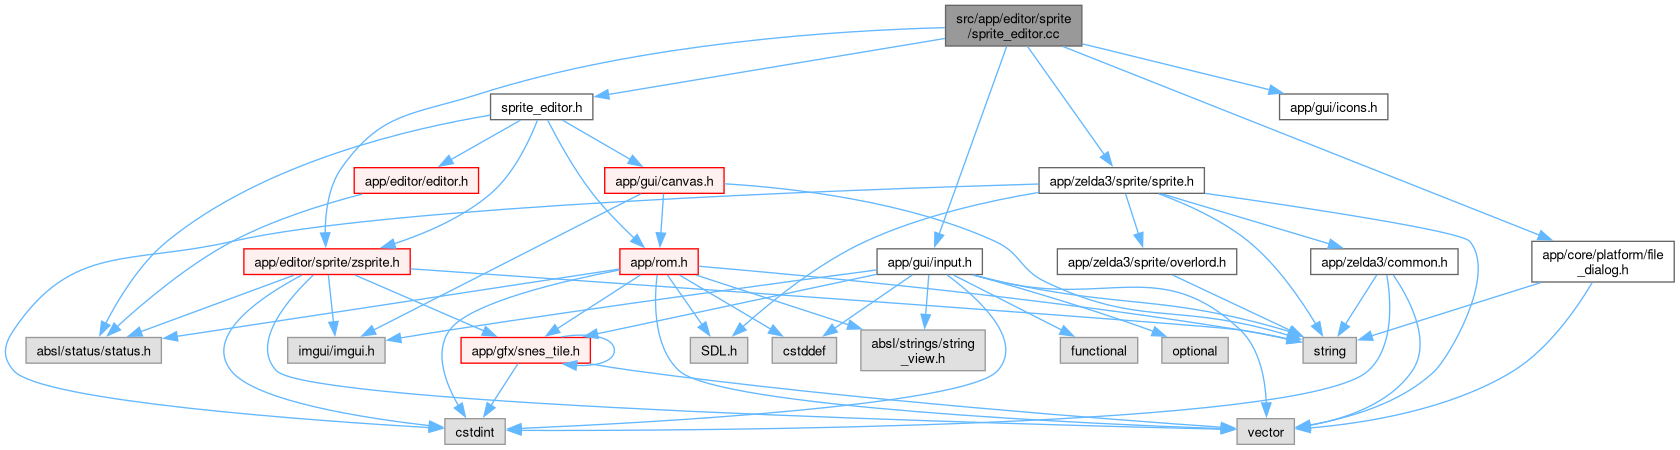 src/app/editor/sprite
/sprite_editor.cc
sprite_editor.h
app/gui/icons.h
app/editor/editor.h
app/gui/canvas.h
app/zelda3/sprite/sprite.h
app/editor/sprite/zsprite.h
app/rom.h
app/gui/input.h
app/zelda3/sprite/overlord.h
app/zelda3/common.h
app/core/platform/file
_dialog.h
absl/status/status.h
imgui/imgui.h
app/gfx/snes_tile.h
SDL.h
cstddef
absl/strings/string
_view.h
functional
optional
string
cstdint
vector